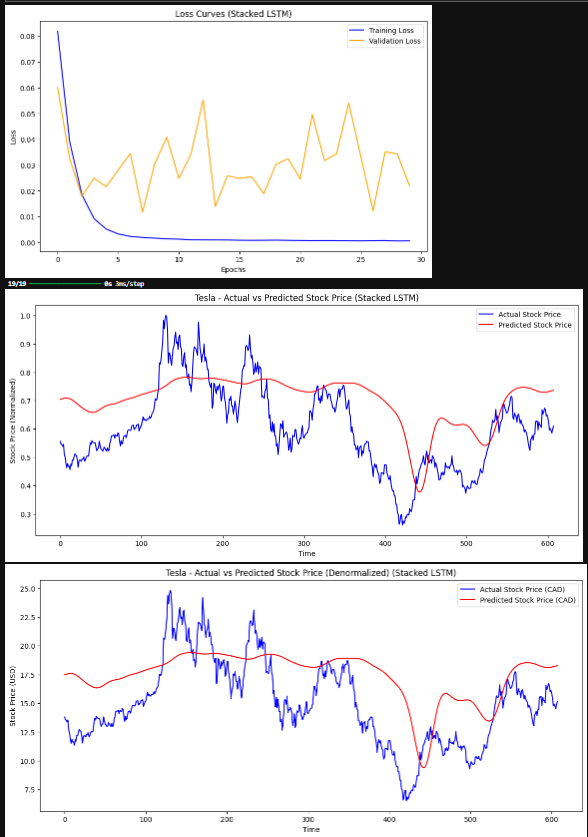 Loss Curves (Stacked LSTM)
Training Loss
Validation Loss
0.08
0.07
0.06
0.05
0.04
0.03
0.02
0.01
0.00
Loss
0 5 10 15 20 25 30
Epochs
19/19 0s 3ms/step
Tesla - Actual vs Predicted Stock Price (Stacked LSTM)
Actual Stock Price
Predicted Stock Price
1.0
0.9
0.8
0.7
0.6
0.5
0.4
0.3
Stock Price (Normalized)
0 100 200 300 400 500 600
Time
Tesla - Actual vs Predicted Stock Price (Denormalized) (Stacked LSTM)
Actual Stock Price (CAD)
Predicted Stock Price (CAD)
25.0
22.5
20.0
17.5
15.0
12.5
10.0
7.5
Stock Price (USD)
0 100 200 300 400 500 600
Time